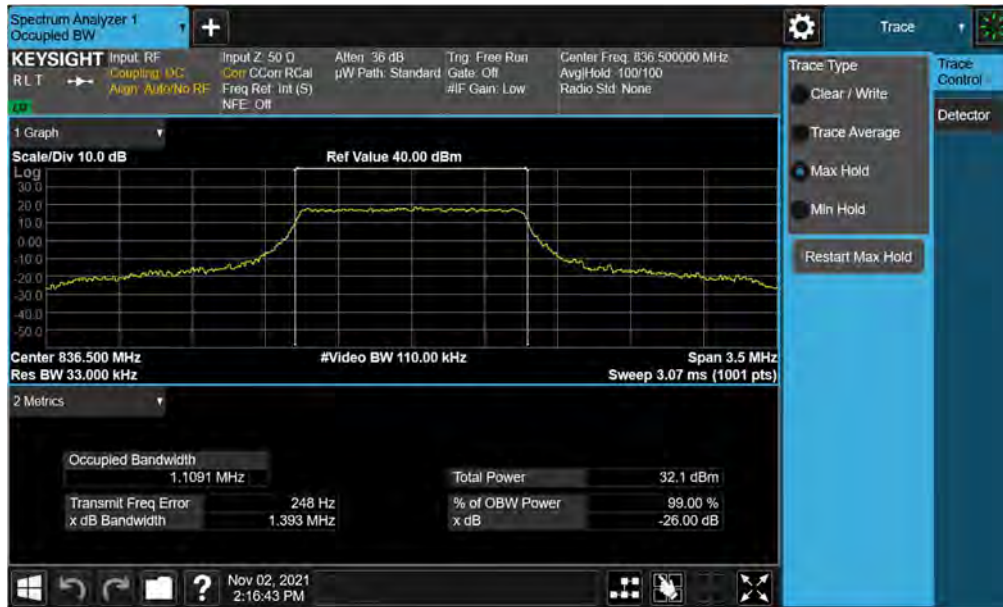 Spectrum Analyzer 1
Occupied BW
Trace
KEYSIGHT Input: RF
R L T
Coupling: DC
Align: Auto/No RF
Input Z: 50 Ω
Corr CCorr RCal
Freq Ref: Int (S)
NFE: Off
Atten: 36 dB
µW Path: Standard
Trig: Free Run
Gate: Off
#IF Gain: Low
Center Freq: 836.500000 MHz
Avg|Hold: 100/100
Radio Std: None
Trace Type
Clear / Write
Trace Average
Max Hold
Min Hold
Restart Max Hold
Trace
Control
Detector
1 Graph
Scale/Div 10.0 dB
Ref Value 40.00 dBm
Log
30.0
20.0
10.0
0.00
-10.0
-20.0
-30.0
-40.0
-50.0
Center 836.500 MHz
#Video BW 110.00 kHz
Span 3.5 MHz
Res BW 33.000 kHz
Sweep 3.07 ms (1001 pts)
2 Metrics
Occupied Bandwidth
1.1091 MHz
Total Power 32.1 dBm
Transmit Freq Error 248 Hz
% of OBW Power 99.00 %
x dB Bandwidth 1.393 MHz
x dB -26.00 dB
?
Nov 02, 2021
2:16:43 PM